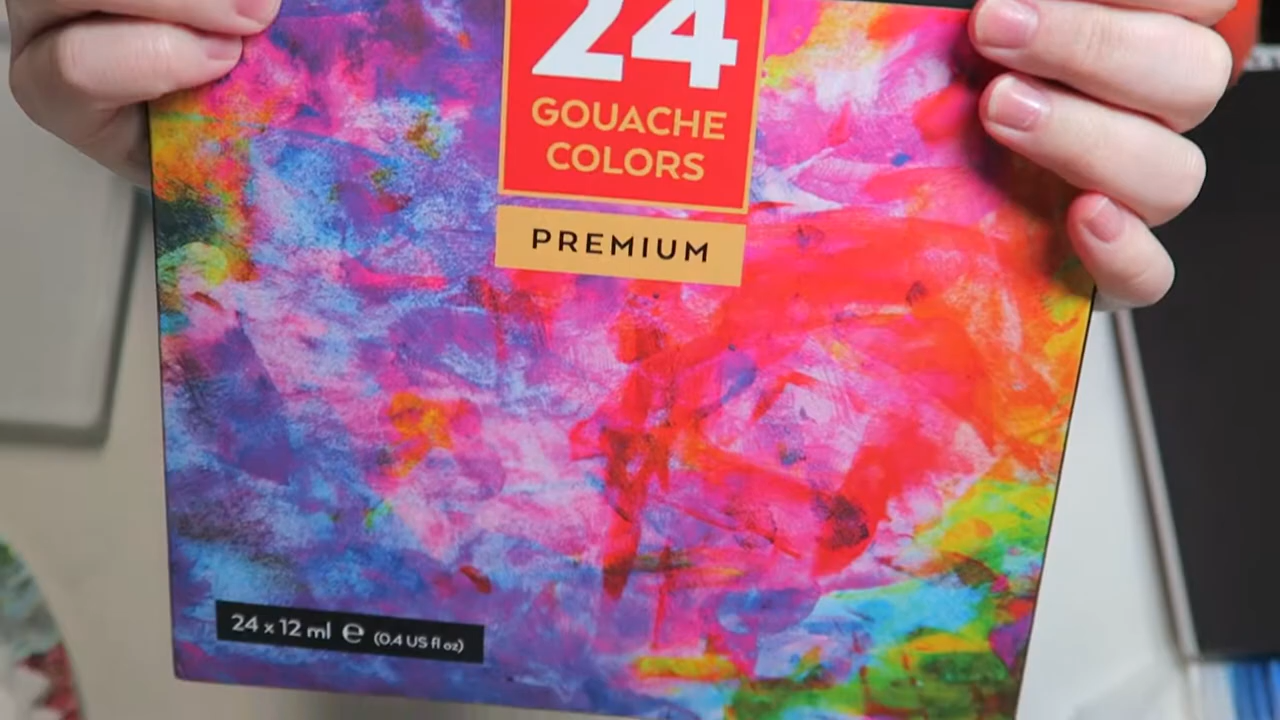 24
GOUACHE
COLORS
PREMIUM
24 x 12 ml ℮ (0.4 US fl oz)